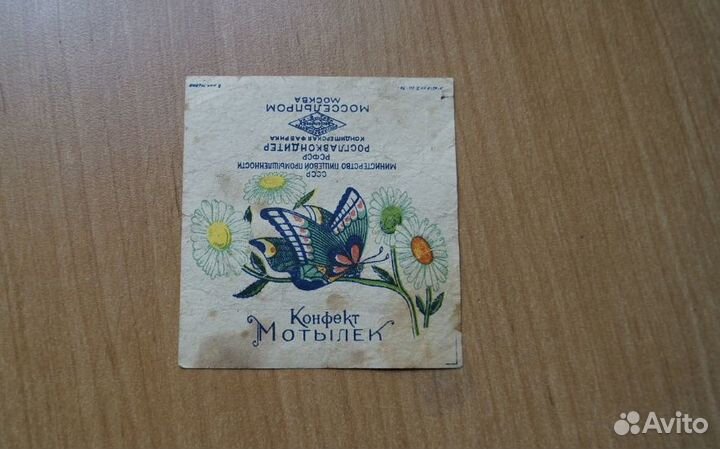 СССР
МИНИСТЕРСТВО ПИЩЕВОЙ ПРОМЫШЛЕННОСТИ
РСФСР
РОСГЛАВКОНДИТЕР
КОНДИТЕРСКАЯ ФАБРИКА
МОССЕЛЬПРОМ
МОСКВА
Конфект
Мотылек
Avito